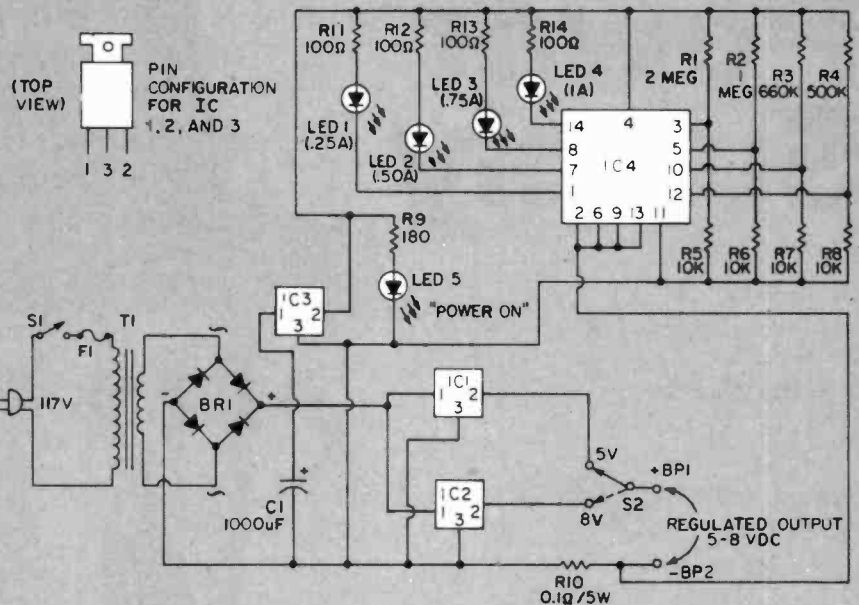 (TOP
VIEW)
PIN
CONFIGURATION
FOR IC
1, 2, AND 3
1 3 2
R11
100Ω
R12
100Ω
R13
100Ω
R14
100Ω
LED 1
(.25A)
LED 2
(.50A)
LED 3
(.75A)
LED 4
(1A)
R1
2 MEG
R2
1
MEG
R3
660K
R4
500K
14
8
7
1
4
IC4
3
5
10
12
2 6 9 13 11
R5
10K
R6
10K
R7
10K
R8
10K
R9
180
LED 5
"POWER ON"
IC3
1 2
3
S1
F1
T1
117V
-
BR1
+
+
C1
1000uF
IC1
1 2
3
IC2
1 2
3
5V
8V
S2
+BP1
REGULATED OUTPUT
5-8 VDC
-BP2
R10
0.1Ω/5W